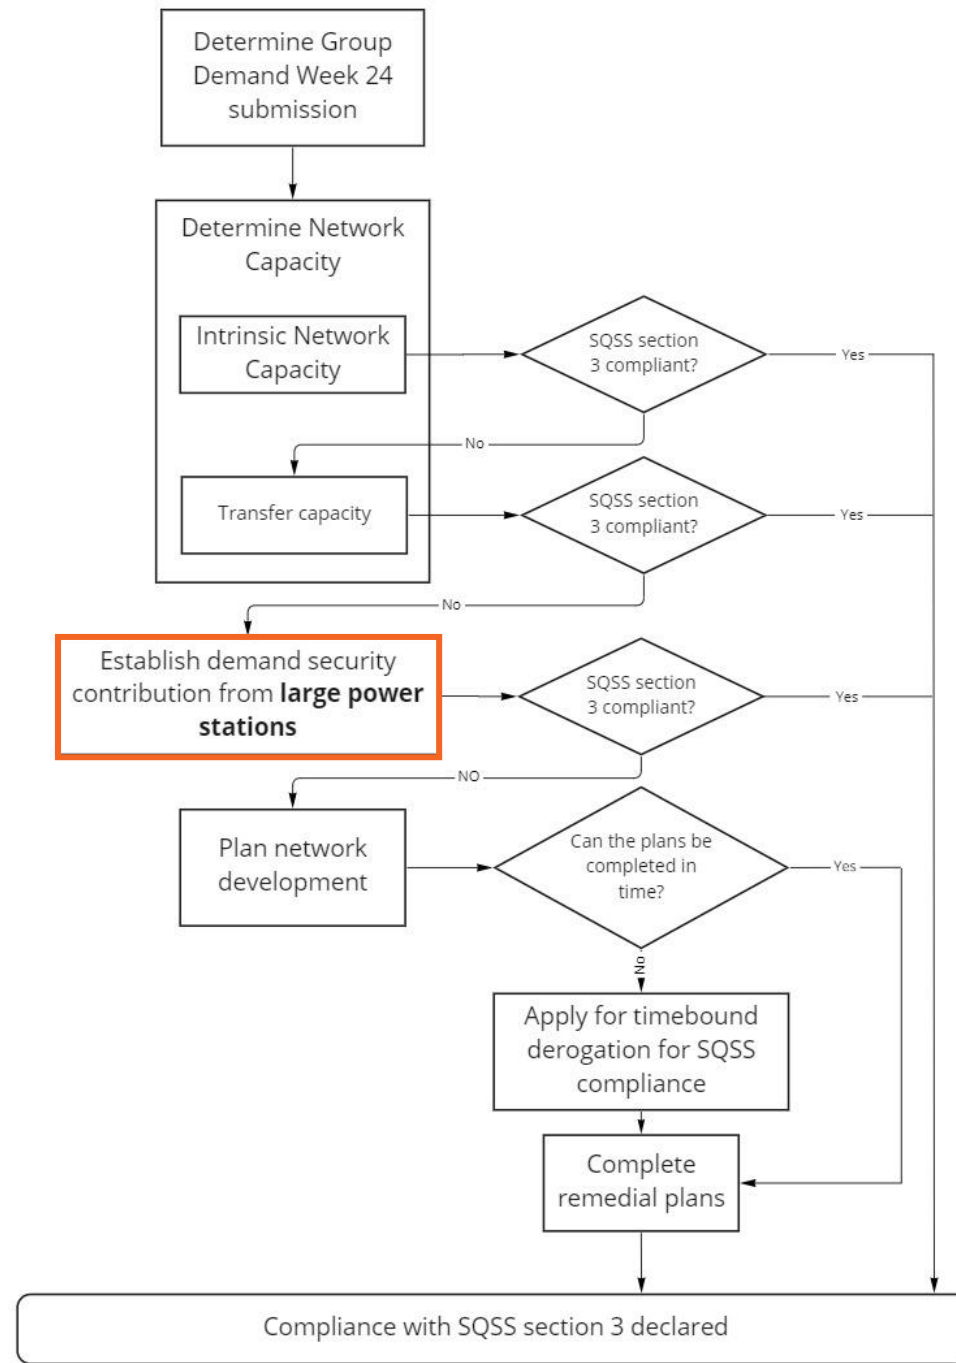 Determine Group
Demand Week 24
submission
Determine Network
Capacity
Intrinsic Network
Capacity
SQSS section
3 compliant?
Yes
No
Transfer capacity
SQSS section
3 compliant?
Yes
No
Establish demand security
contribution from large power
stations
SQSS section
3 compliant?
Yes
NO
Plan network
development
Can the plans be
completed in
time?
Yes
No
Apply for timebound
derogation for SQSS
compliance
Complete
remedial plans
Compliance with SQSS section 3 declared